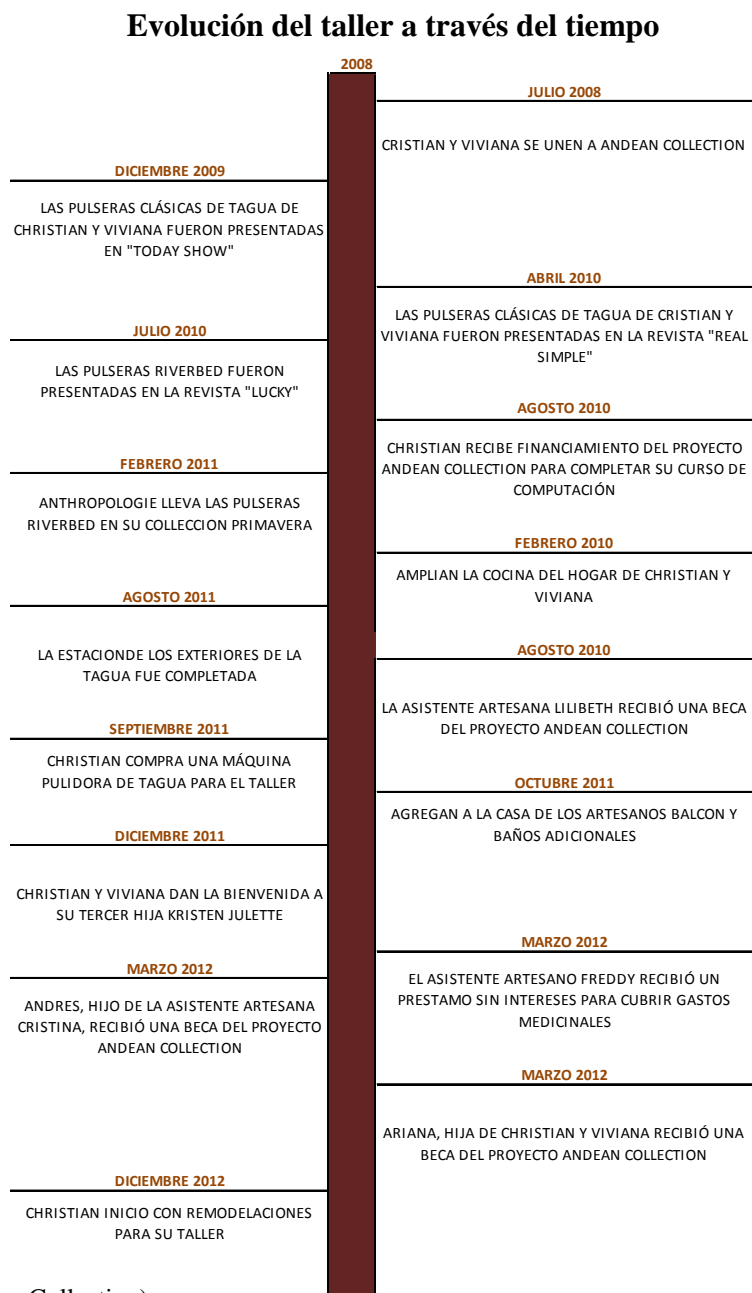 Evolución del taller a través del tiempo
2008
JULIO 2008
CRISTIAN Y VIVIANA SE UNEN A ANDEAN COLLECTION
DICIEMBRE 2009
LAS PULSERAS CLÁSICAS DE TAGUA DE
CHRISTIAN Y VIVIANA FUERON PRESENTADAS
EN "TODAY SHOW"
ABRIL 2010
LAS PULSERAS CLÁSICAS DE TAGUA DE CRISTIAN Y
VIVIANA FUERON PRESENTADAS EN LA REVISTA "REAL
SIMPLE"
JULIO 2010
LAS PULSERAS RIVERBED FUERON
PRESENTADAS EN LA REVISTA "LUCKY"
AGOSTO 2010
CHRISTIAN RECIBE FINANCIAMIENTO DEL PROYECTO
ANDEAN COLLECTION PARA COMPLETAR SU CURSO DE
COMPUTACIÓN
FEBRERO 2011
ANTHROPOLOGIE LLEVA LAS PULSERAS
RIVERBED EN SU COLLECCION PRIMAVERA
FEBRERO 2010
AMPLIAN LA COCINA DEL HOGAR DE CHRISTIAN Y
VIVIANA
AGOSTO 2011
LA ESTACIONDE LOS EXTERIORES DE LA
TAGUA FUE COMPLETADA
AGOSTO 2010
LA ASISTENTE ARTESANA LILIBETH RECIBIÓ UNA BECA
DEL PROYECTO ANDEAN COLLECTION
SEPTIEMBRE 2011
CHRISTIAN COMPRA UNA MÁQUINA
PULIDORA DE TAGUA PARA EL TALLER
OCTUBRE 2011
AGREGAN A LA CASA DE LOS ARTESANOS BALCON Y
BAÑOS ADICIONALES
DICIEMBRE 2011
CHRISTIAN Y VIVIANA DAN LA BIENVENIDA A
SU TERCER HIJA KRISTEN JULETTE
MARZO 2012
EL ASISTENTE ARTESANO FREDDY RECIBIÓ UN
PRESTAMO SIN INTERESES PARA CUBRIR GASTOS
MEDICINALES
MARZO 2012
ANDRES, HIJO DE LA ASISTENTE ARTESANA
CRISTINA, RECIBIÓ UNA BECA DEL PROYECTO
ANDEAN COLLECTION
MARZO 2012
ARIANA, HIJA DE CHRISTIAN Y VIVIANA RECIBIÓ UNA
BECA DEL PROYECTO ANDEAN COLLECTION
DICIEMBRE 2012
CHRISTIAN INICIO CON REMODELACIONES
PARA SU TALLER